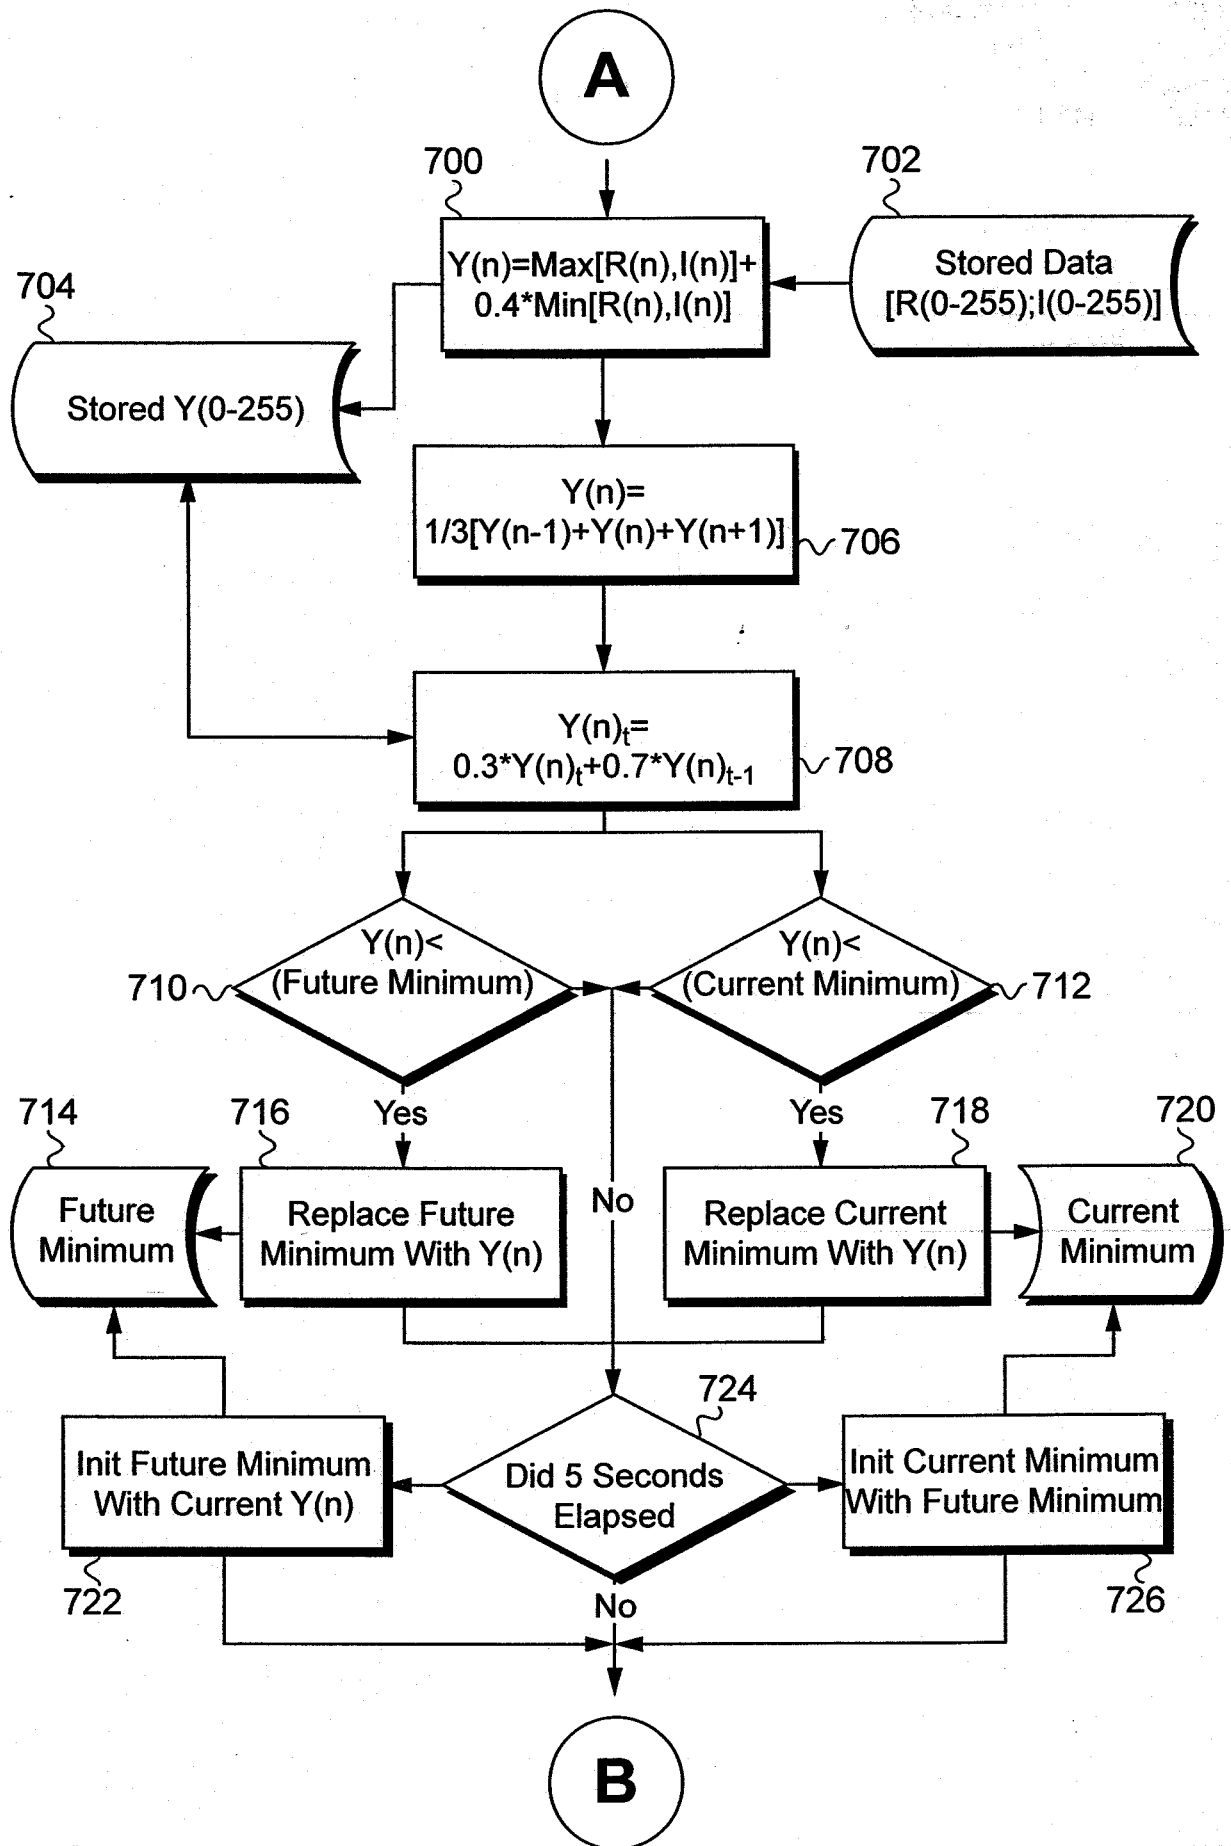 A
700
702
Y(n)=Max[R(n),I(n)]+
0.4*Min[R(n),I(n)]
Stored Data
[R(0-255);I(0-255)]
704
Stored Y(0-255)
Y(n)=
1/3[Y(n-1)+Y(n)+Y(n+1)]
706
Y(n)t=
0.3*Y(n)t+0.7*Y(n)t-1
708
Y(n)<
(Future Minimum)
710
Y(n)<
(Current Minimum)
712
714
716
Yes
Yes
718
720
Future
Minimum
Replace Future
Minimum With Y(n)
No
Replace Current
Minimum With Y(n)
Current
Minimum
724
Init Future Minimum
With Current Y(n)
Did 5 Seconds
Elapsed
Init Current Minimum
With Future Minimum
722
No
726
B